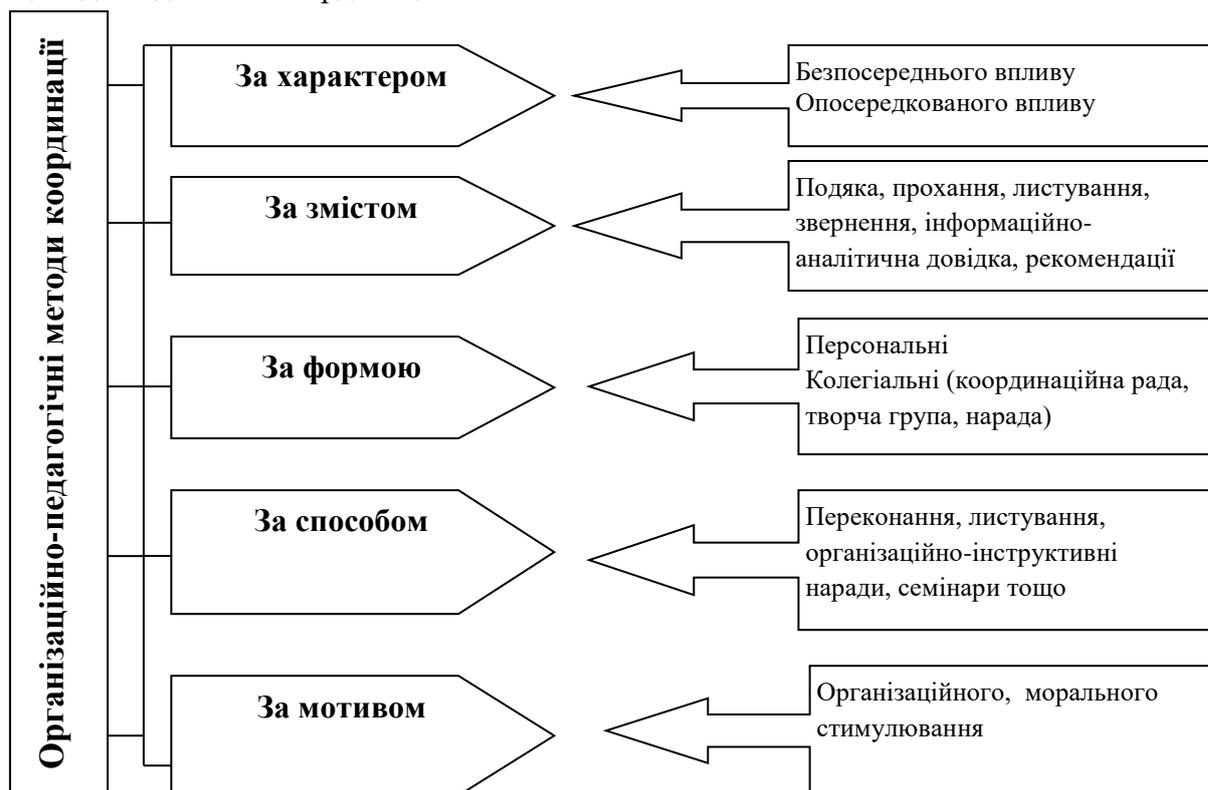 Організаційно-педагогічні методи координації
За характером
Безпосереднього впливу
Опосередкованого впливу
За змістом
Подяка, прохання, листування,
звернення, інформаційно-
аналітична довідка, рекомендації
За формою
Персональні
Колегіальні (координаційна рада,
творча група, нарада)
За способом
Переконання, листування,
організаційно-інструктивні
наради, семінари тощо
За мотивом
Організаційного, морального
стимулювання